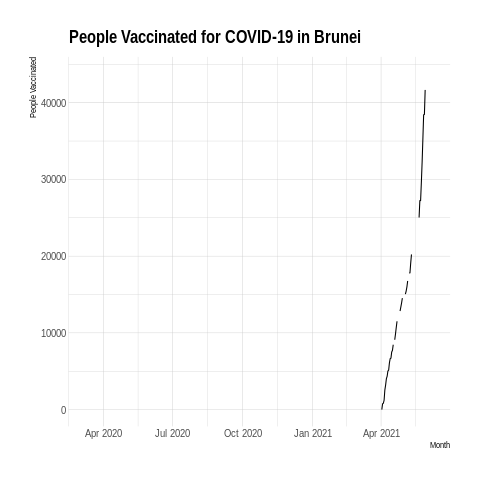 People Vaccinated for COVID-19 in Brunei
People Vaccinated
40000
30000
20000
10000
0
Apr 2020 Jul 2020 Oct 2020 Jan 2021 Apr 2021
Month